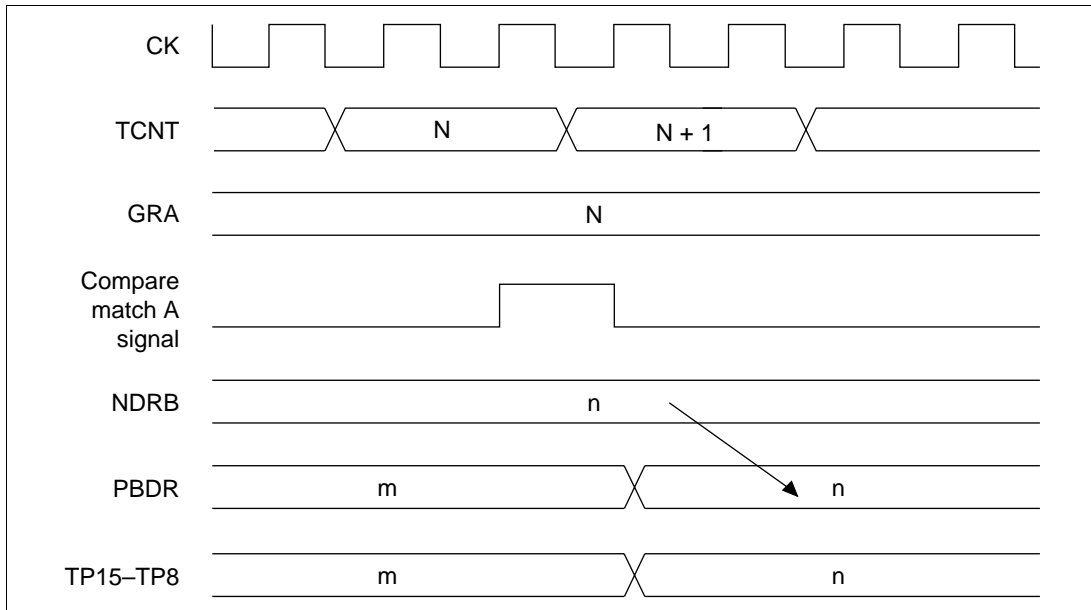 CK
TCNT
N
N + 1
GRA
N
Compare
match A
signal
NDRB
n
PBDR
m
n
TP15–TP8
m
n